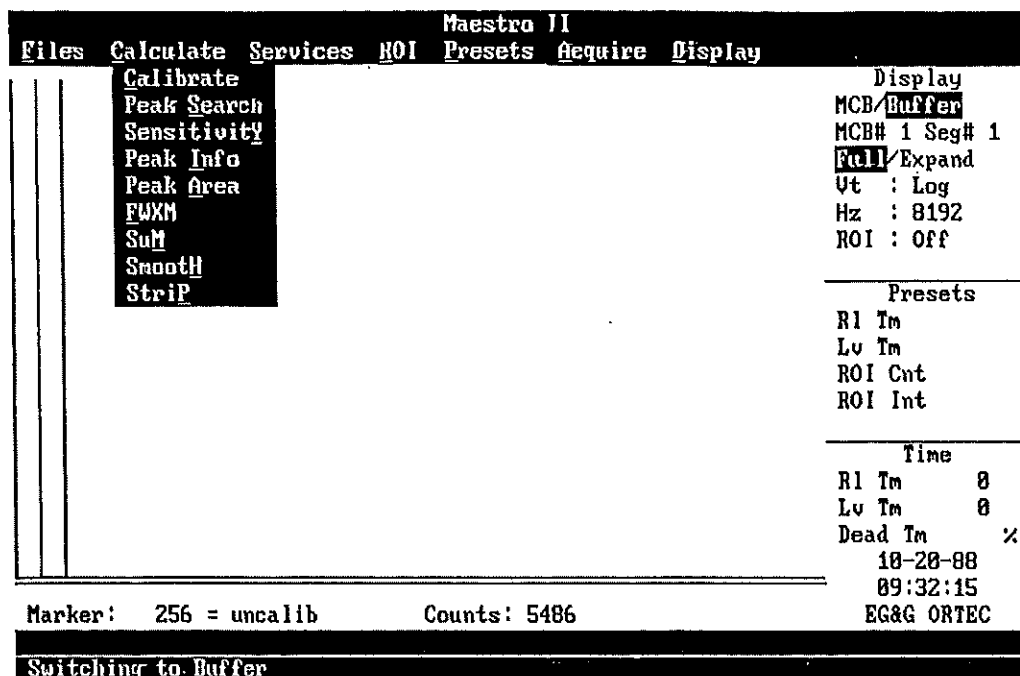 Maestro II
Files Calculate Services ROI Presets Acquire Display
Calibrate
Peak Search
SensitivitY
Peak Info
Peak Area
FWXM
SuM
SmootH
StriP
Display
MCB/Buffer
MCB# 1 Seg# 1
Full/Expand
Vt : Log
Hz : 8192
ROI : Off
Presets
Rl Tm
Lv Tm
ROI Cnt
ROI Int
Time
Rl Tm 0
Lv Tm 0
Dead Tm %
10-20-88
09:32:15
EG&G ORTEC
Marker: 256 = uncalib Counts: 5486
Switching to Buffer